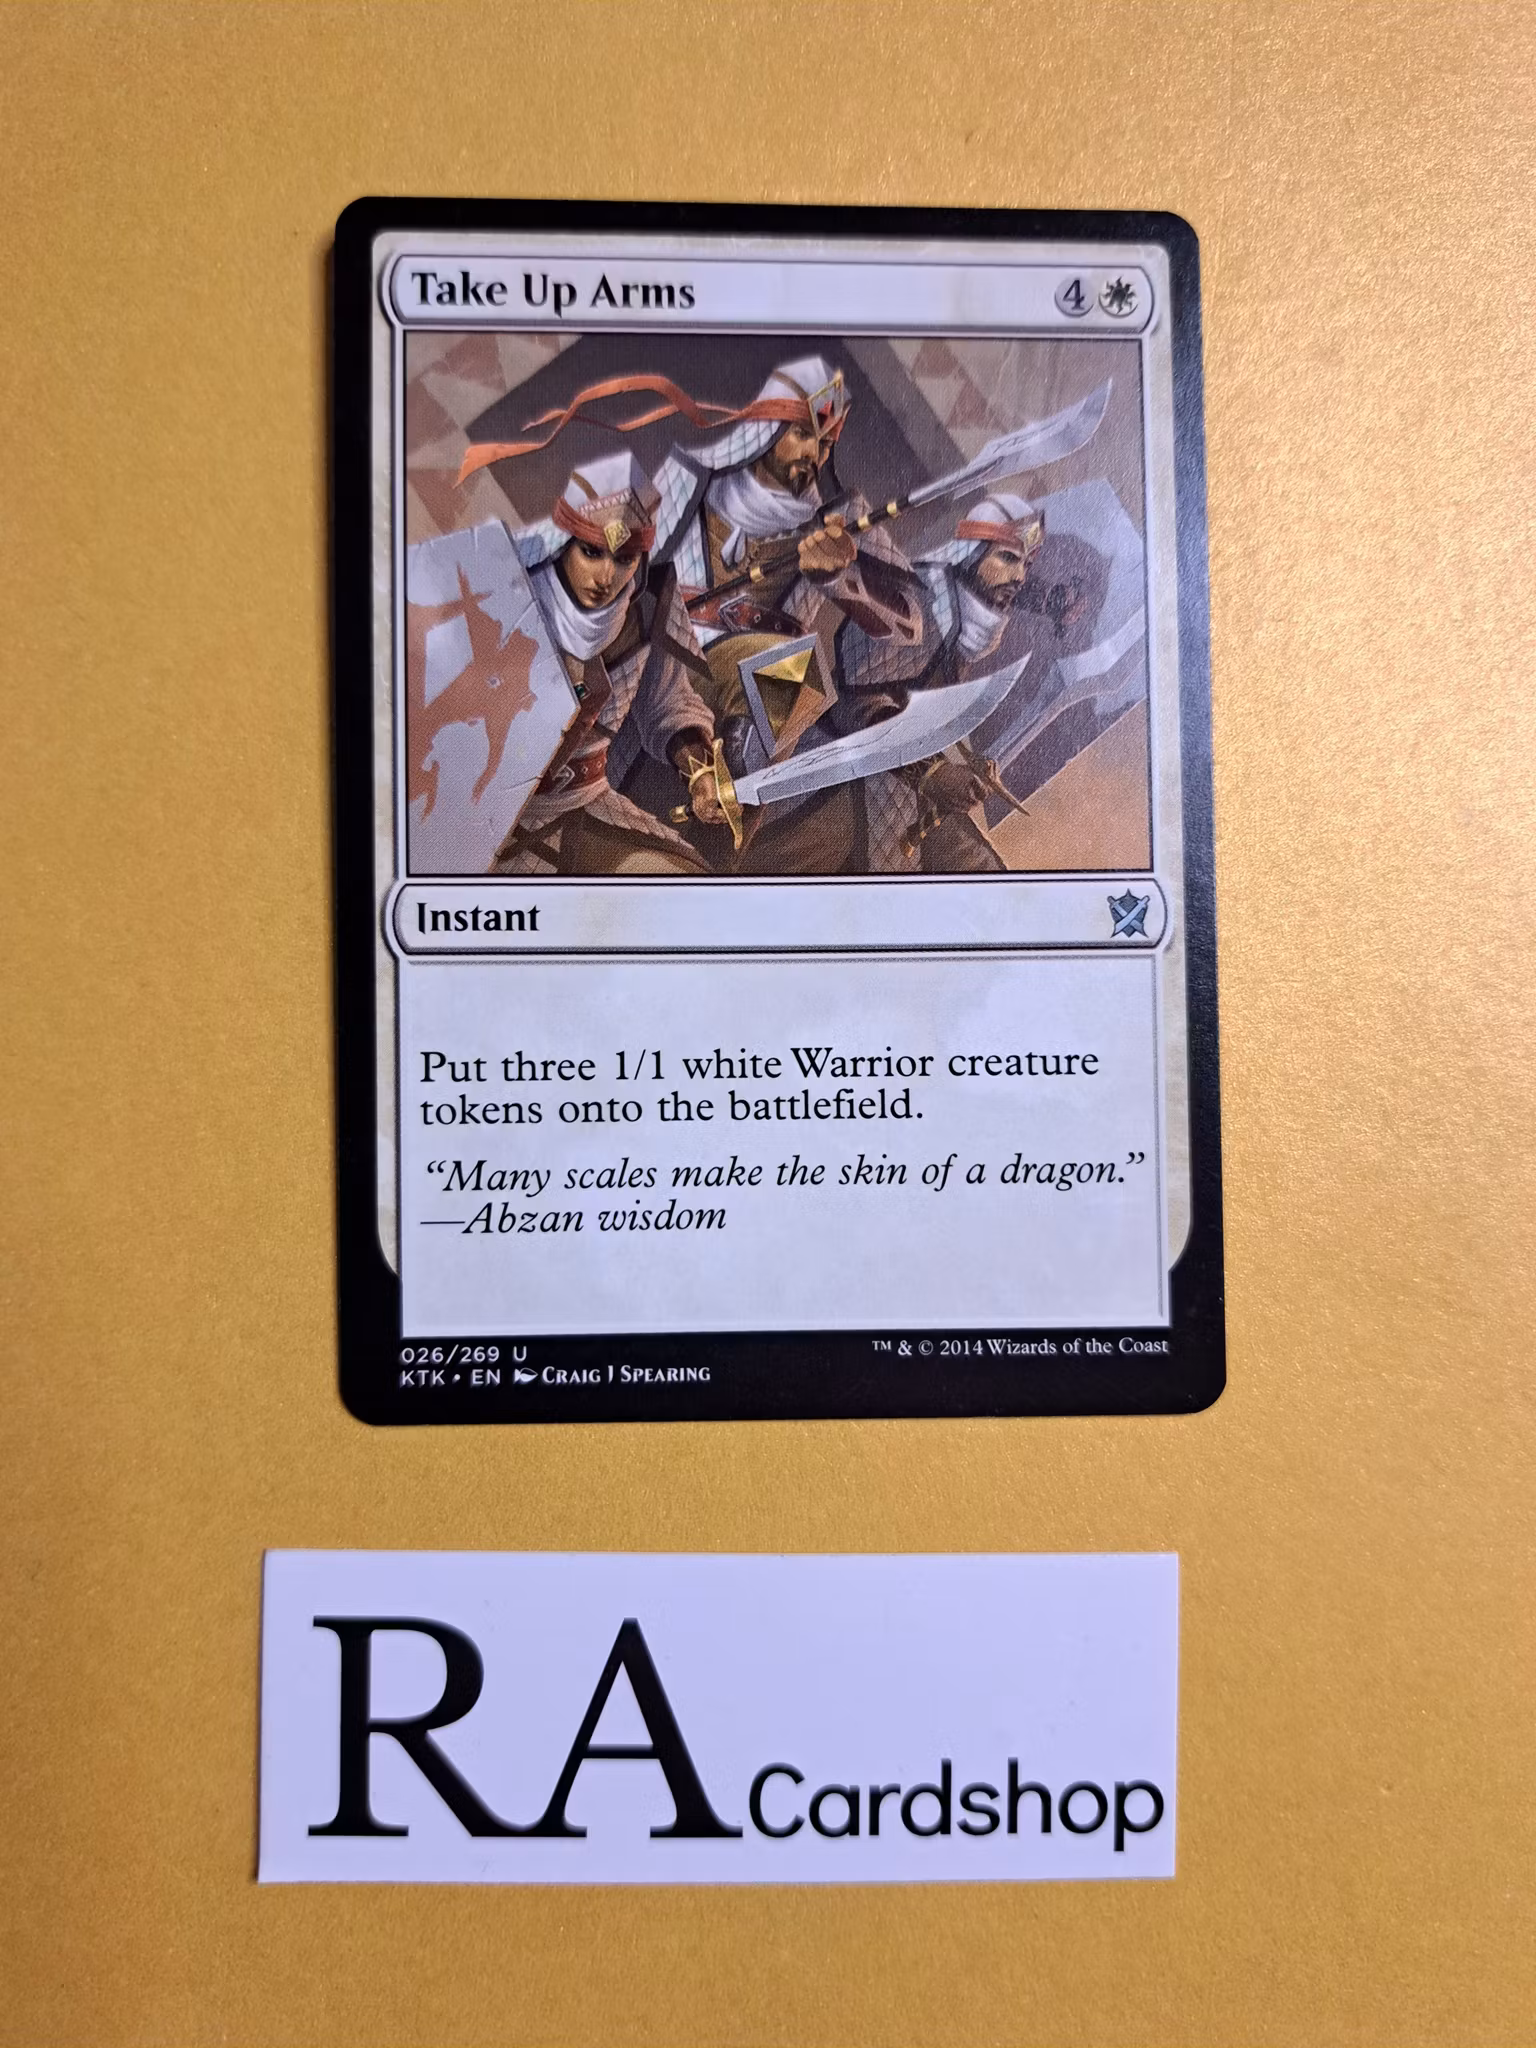 Take Up Arms 4
Instant
Put three 1/1 white Warrior creature
tokens onto the battlefield.
“Many scales make the skin of a dragon.”
—Abzan wisdom
026/269 U
™ & © 2014 Wizards of the Coast
KTK • EN Craig J Spearing
RA Cardshop